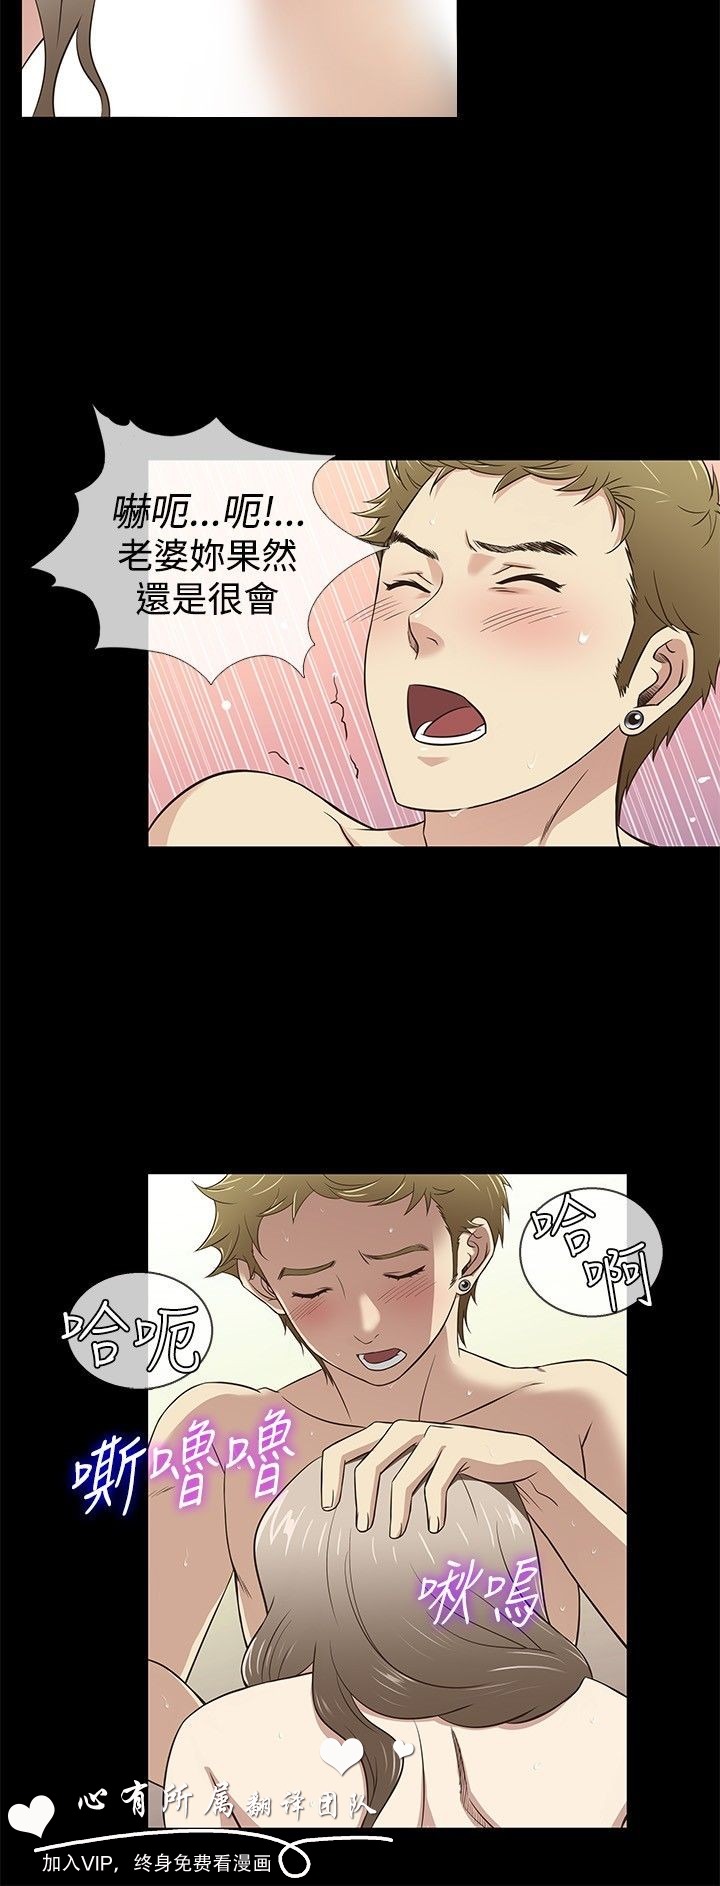 嚇呃...呃!...
老婆妳果然
還是很會
哈
啊
哈呃
嘶嚕嚕
啾嗚
心有所属翻译团队
加入VIP，终身免费看漫画